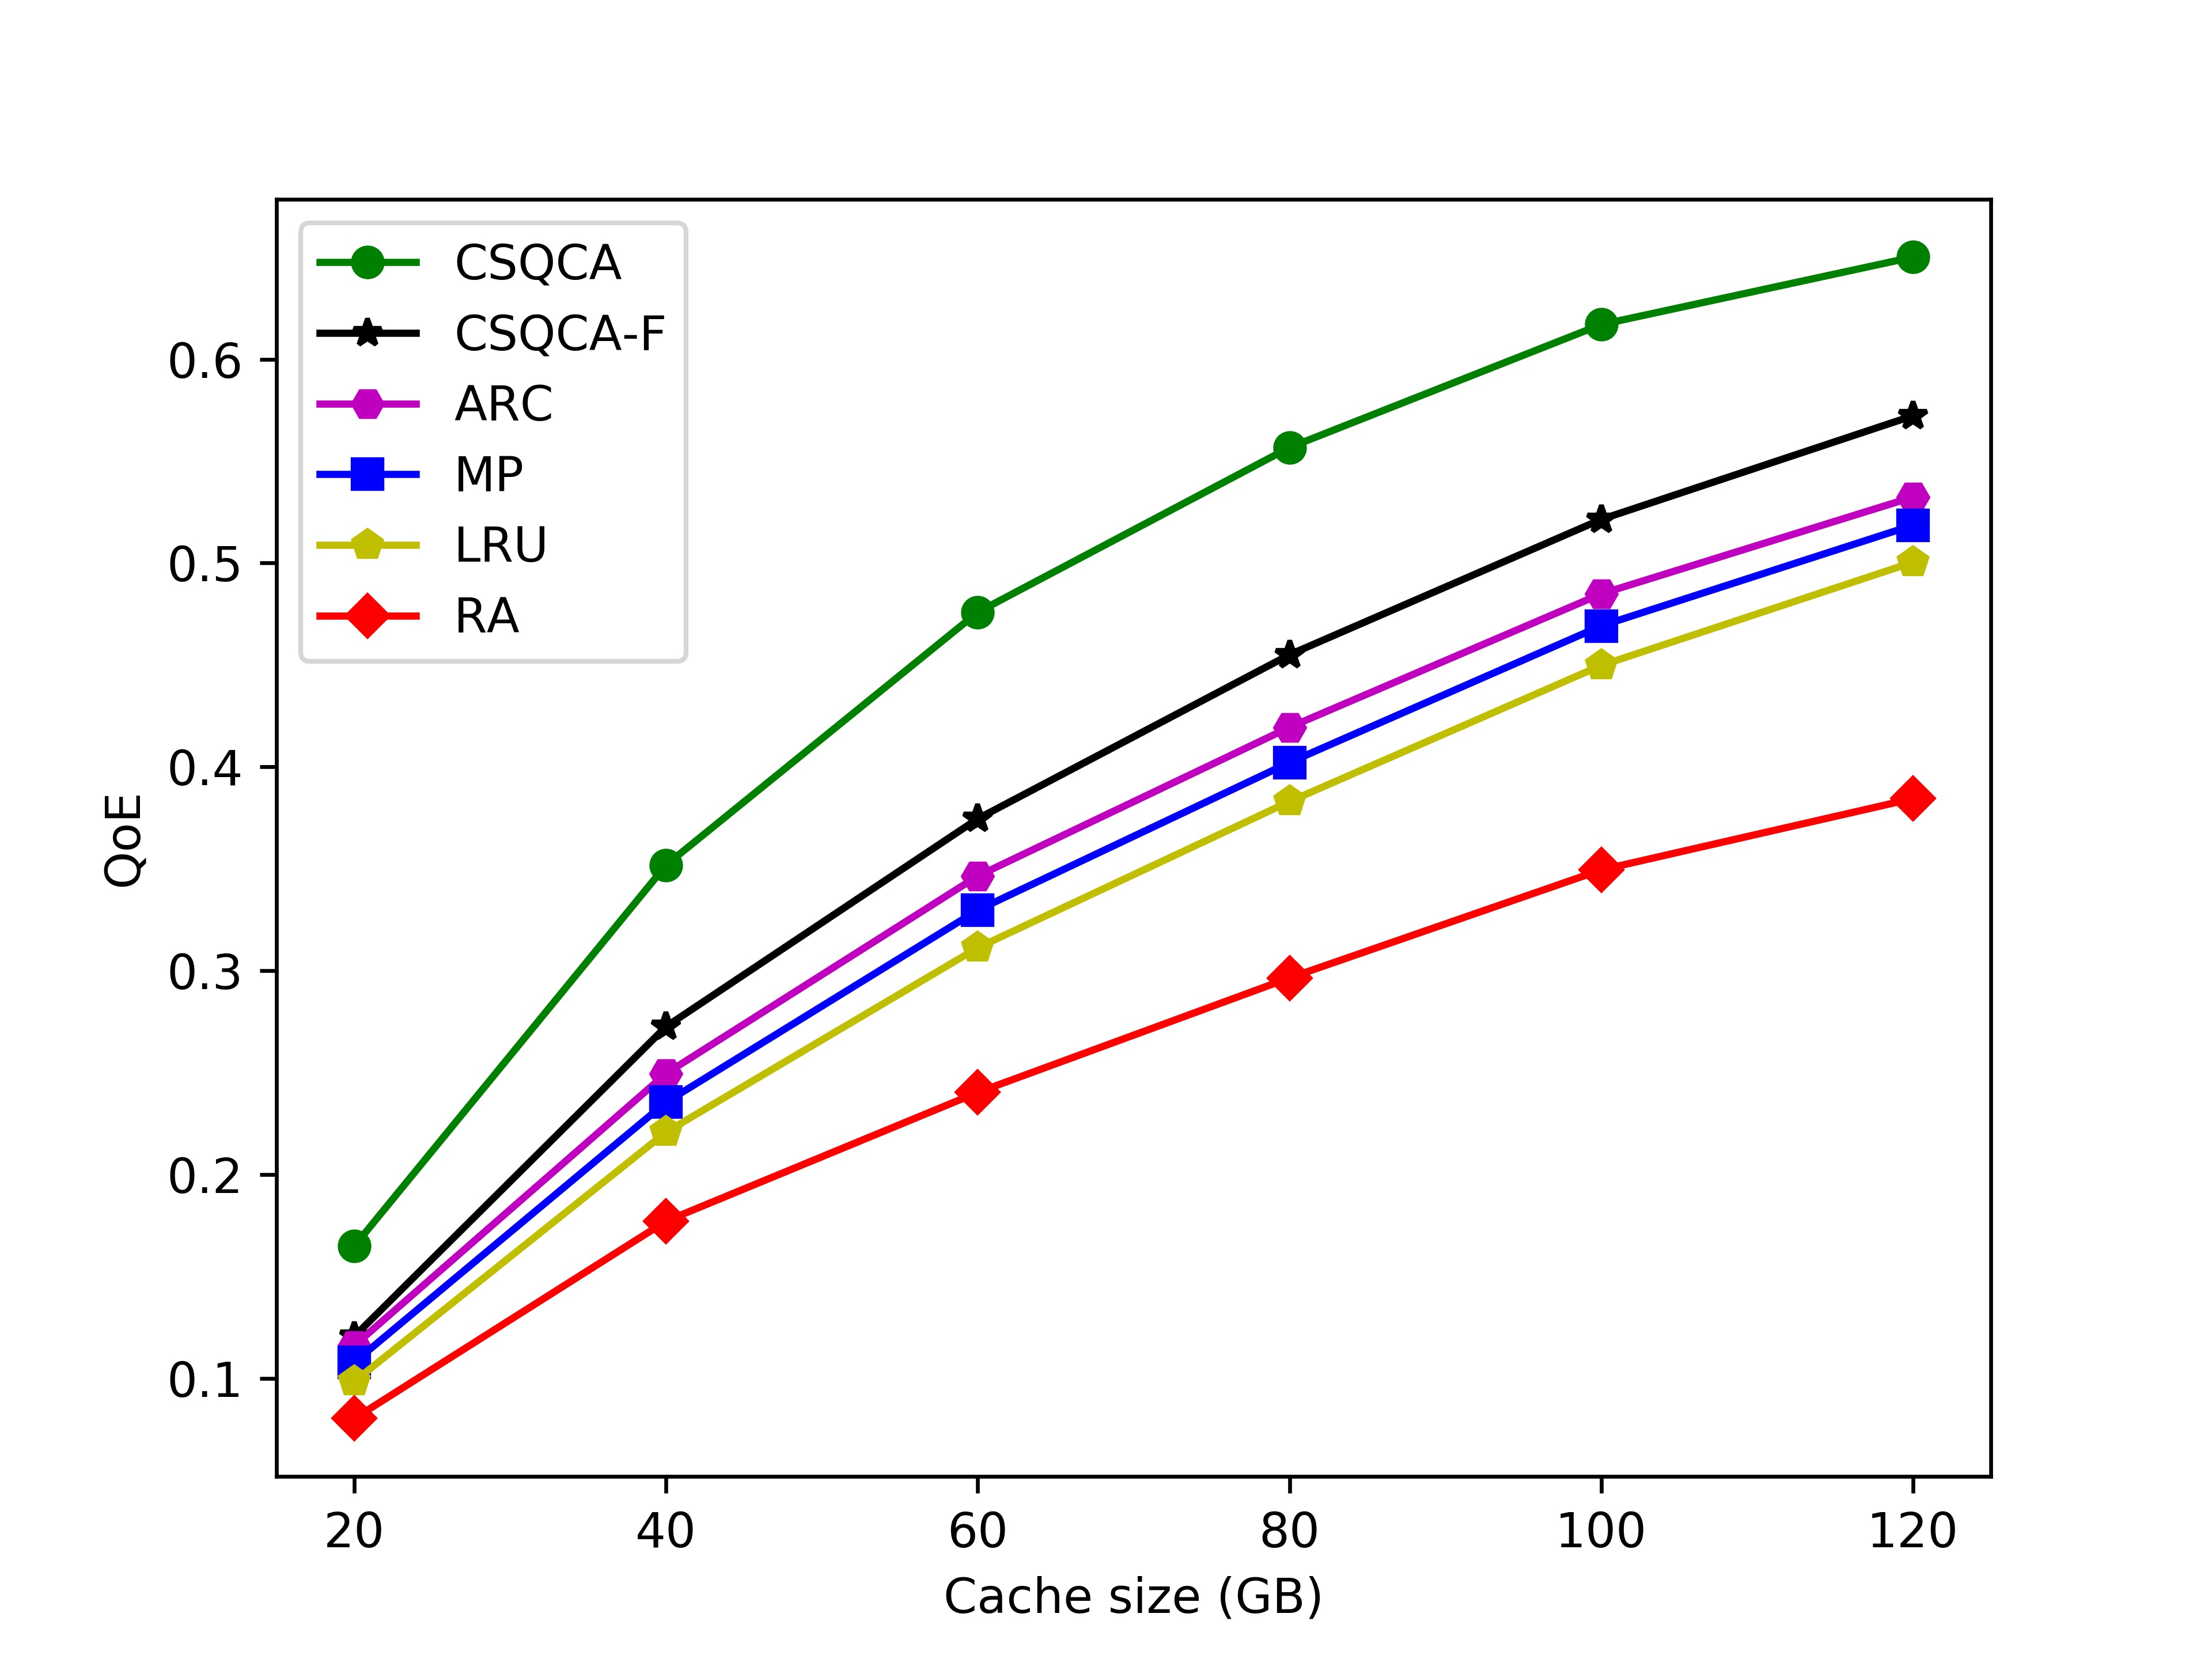 CSQCA
CSQCA-F
ARC
MP
LRU
RA
0.6
0.5
0.4
0.3
0.2
0.1
QoE
20 40 60 80 100 120
Cache size (GB)